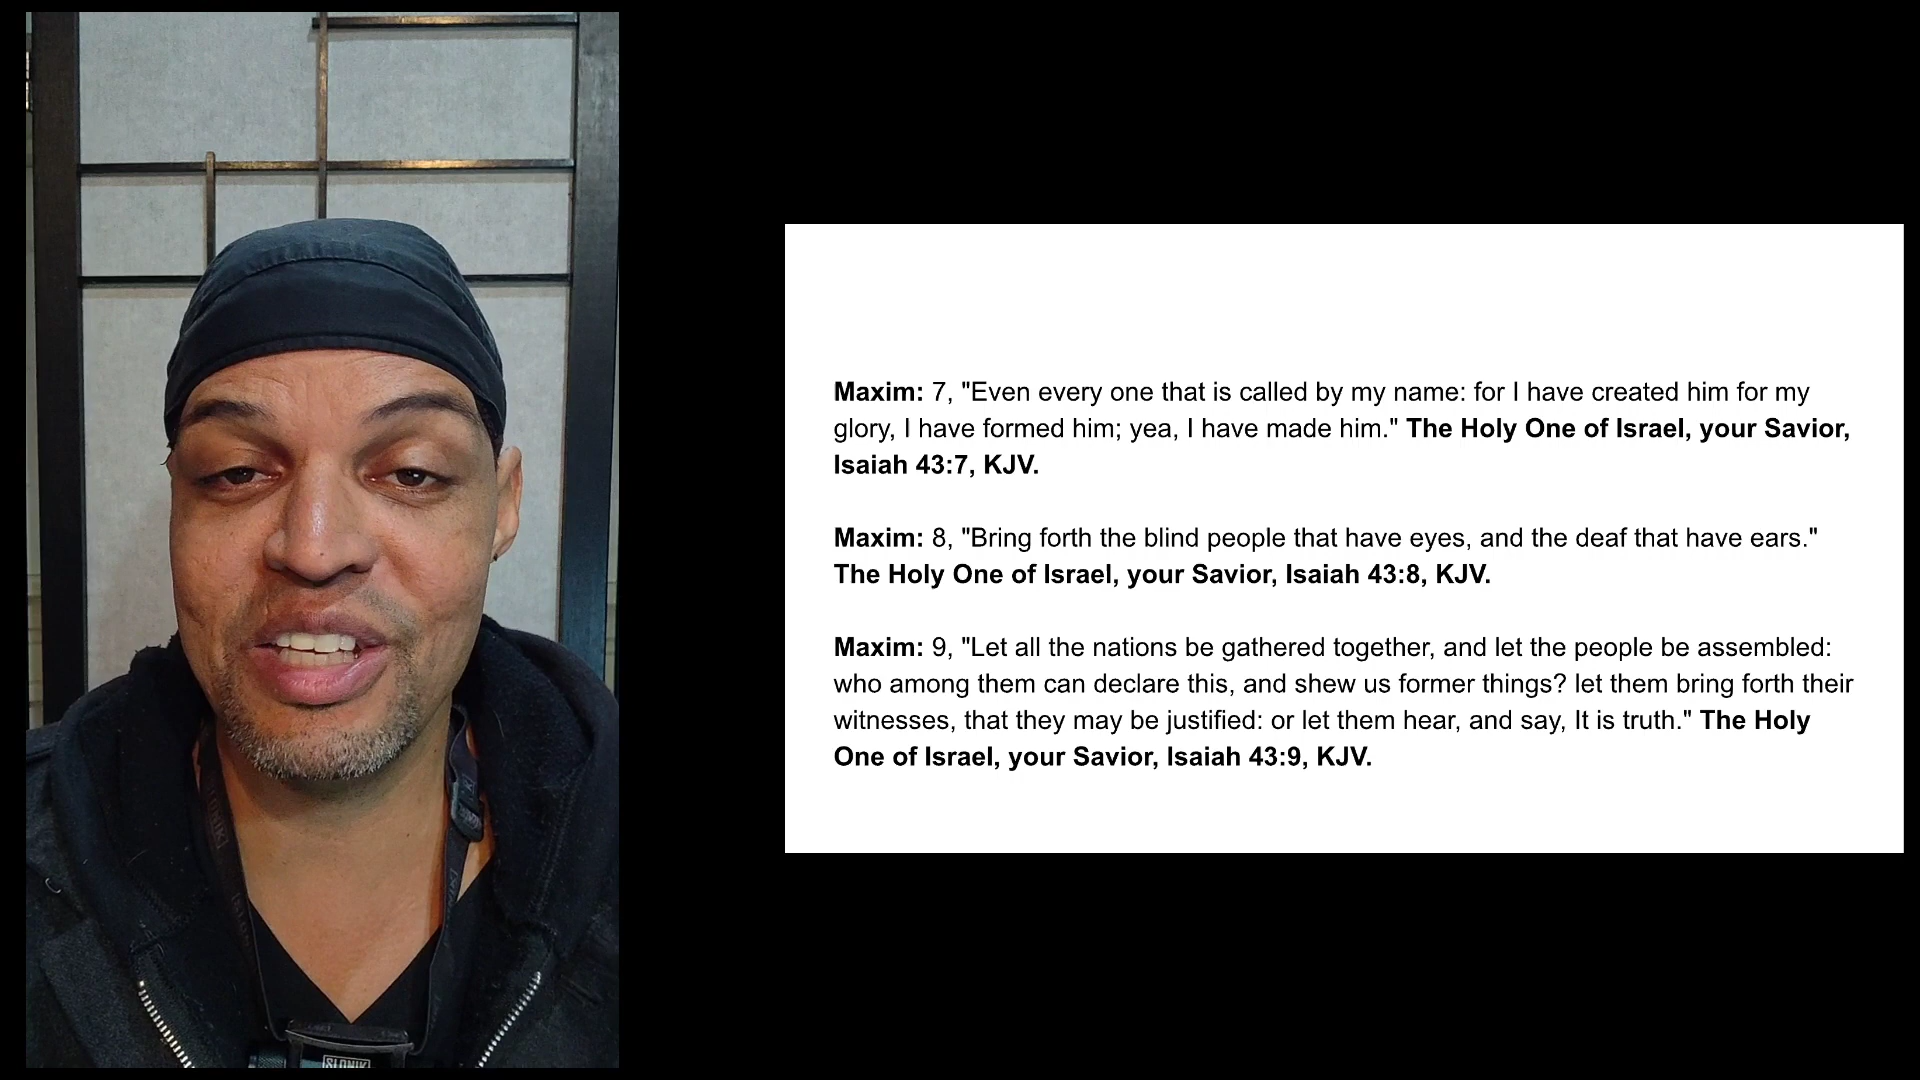 Maxim: 7, "Even every one that is called by my name: for I have created him for my
glory, I have formed him; yea, I have made him." The Holy One of Israel, your Savior,
Isaiah 43:7, KJV.
Maxim: 8, "Bring forth the blind people that have eyes, and the deaf that have ears."
The Holy One of Israel, your Savior, Isaiah 43:8, KJV.
Maxim: 9, "Let all the nations be gathered together, and let the people be assembled:
who among them can declare this, and shew us former things? let them bring forth their
witnesses, that they may be justified: or let them hear, and say, It is truth." The Holy
One of Israel, your Savior, Isaiah 43:9, KJV.
SLONIK